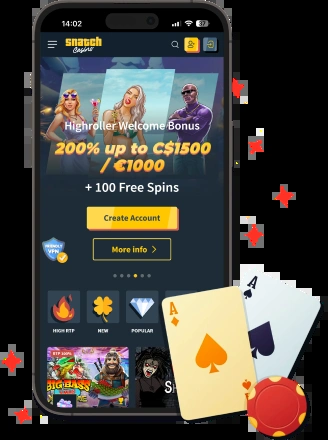 14:02
Snatch
Casino
Highroller Welcome Bonus
200% up to C$1500
/ €1000
+ 100 Free Spins
Create Account
More info
FRIENDLY
VPN
HIGH RTP
NEW
POPULAR
RTP
BIG BASS
A
A